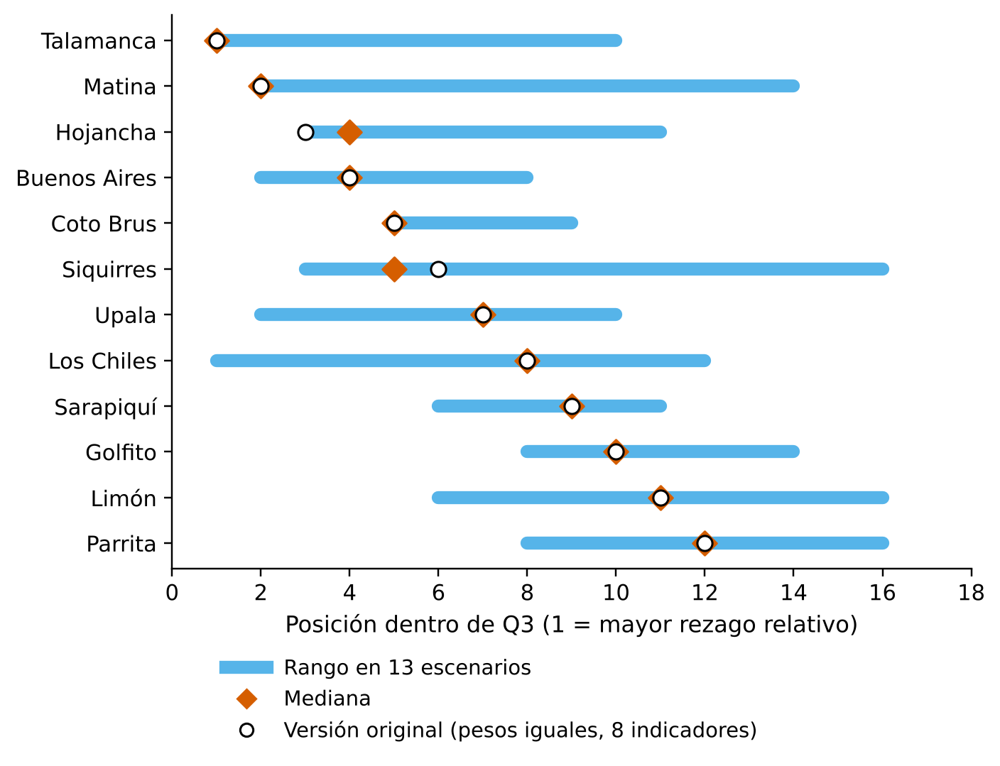 Talamanca
Matina
Hojancha
Buenos Aires
Coto Brus
Siquirres
Upala
Los Chiles
Sarapiquí
Golfito
Limón
Parrita
0 2 4 6 8 10 12 14 16 18
Posición dentro de Q3 (1 = mayor rezago relativo)
Rango en 13 escenarios
Mediana
Versión original (pesos iguales, 8 indicadores)